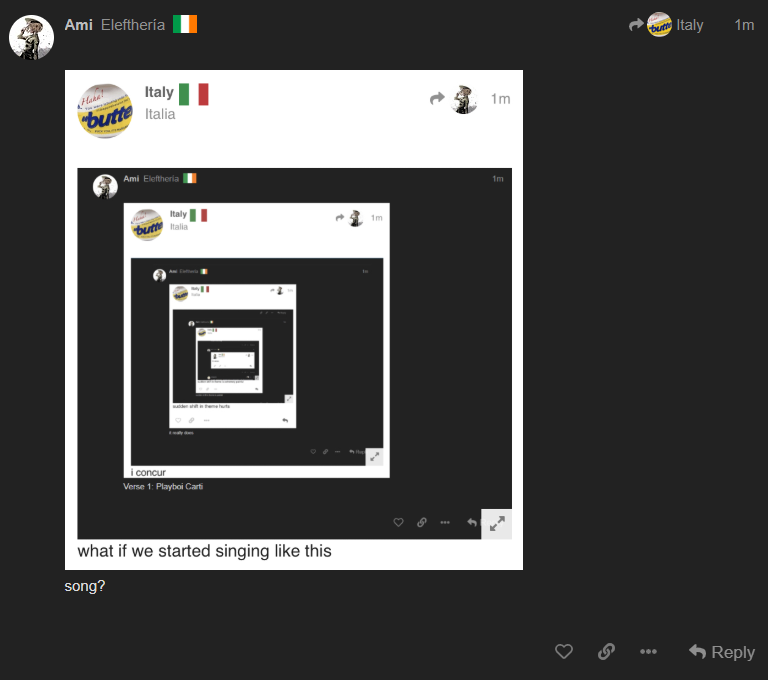 Ami Eleftheria
Italy 1m
Italy 1m
Italia
Ami Eleftheria 1m
Italy 1m
Italia
Ami Eleftheria 1m
Italy
Italia
sudden shift in theme hurts
it really does
i concur
Verse 1: Playboi Carti
what if we started singing like this
song?
Reply